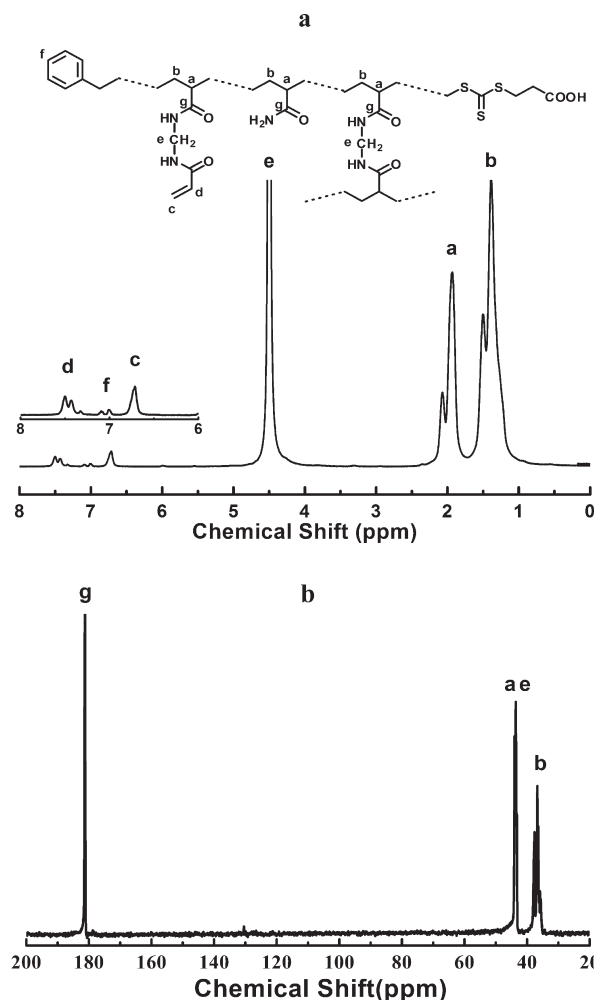 a
f
b a b a b a
g O g O g O
S S COOH
S
HN H₂N HN
e CH₂ e CH₂
HN O HN O
d
c
e b
a
d f c
8 7 6
8 7 6 5 4 3 2 1 0
Chemical Shift (ppm)
g b
a e
b
200 180 160 140 120 100 80 60 40 20
Chemical Shift(ppm)